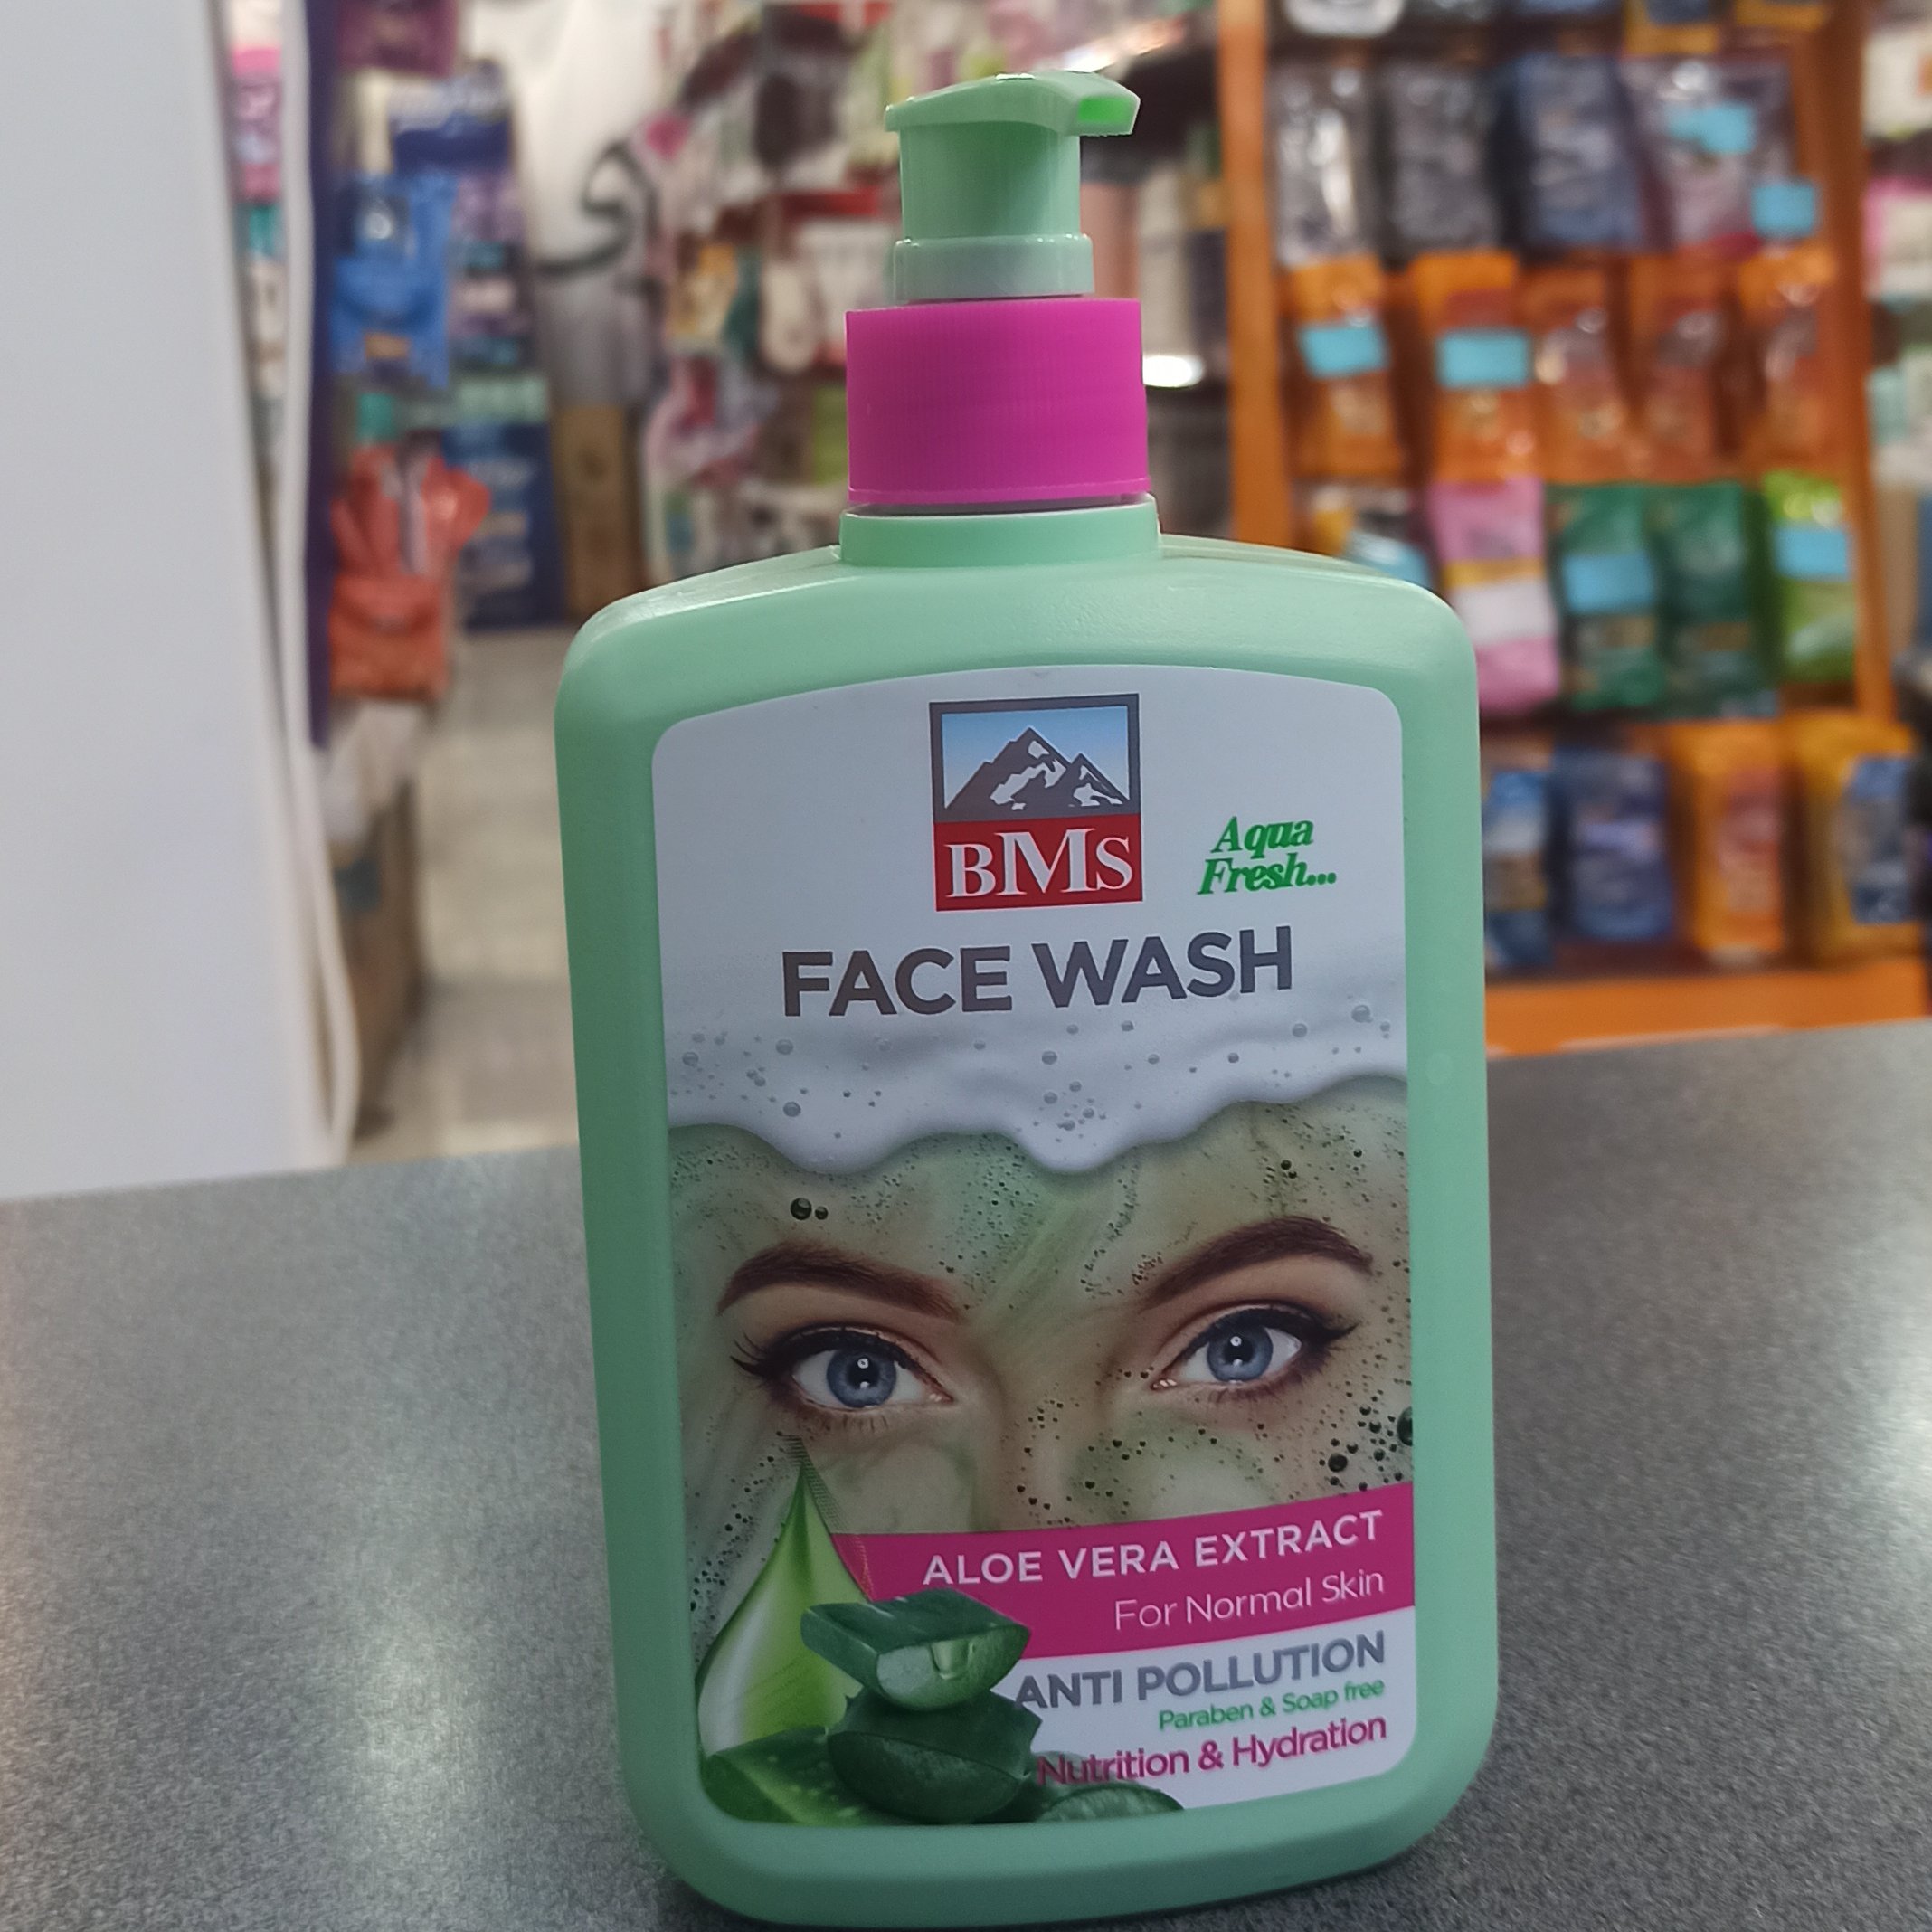 BMS
Aqua
Fresh...
FACE WASH
ALOE VERA EXTRACT
For Normal Skin
ANTI POLLUTION
Paraben & Soap free
Nutrition & Hydration